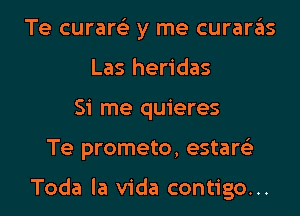 Te curaré y me curarás
Las heridas
Si me quieres
Te prometo, estaré
Toda la vida contigo...